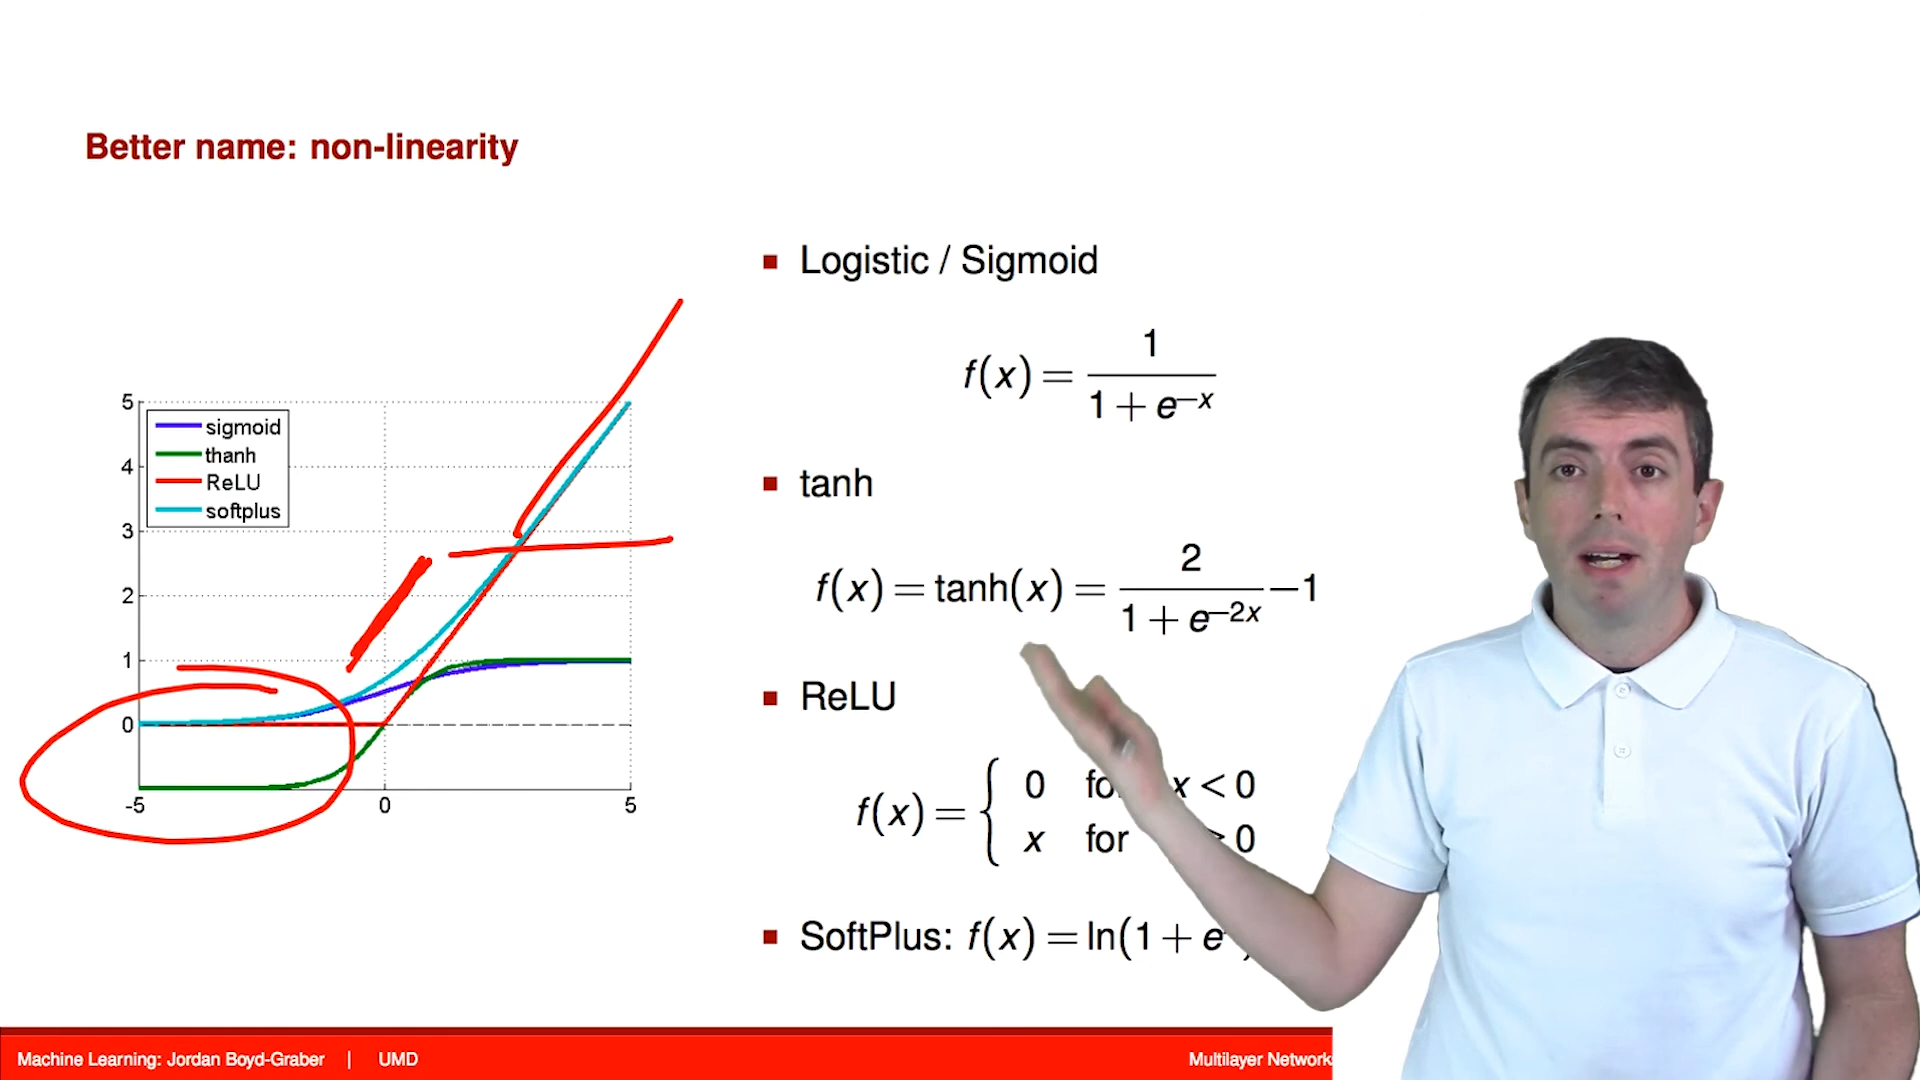 Better name: non-linearity
Logistic / Sigmoid
f(x) = 1 / (1 + e^{-x})
tanh
f(x) = tanh(x) = 2 / (1 + e^{-2x}) − 1
ReLU
f(x) = { 0 x < 0
x for 0
SoftPlus: f(x) = ln(1 + e
5
4
3
2
1
0
-5 0 5
sigmoid
thanh
ReLU
softplus
Machine Learning: Jordan Boyd-Graber | UMD
Multilayer Network